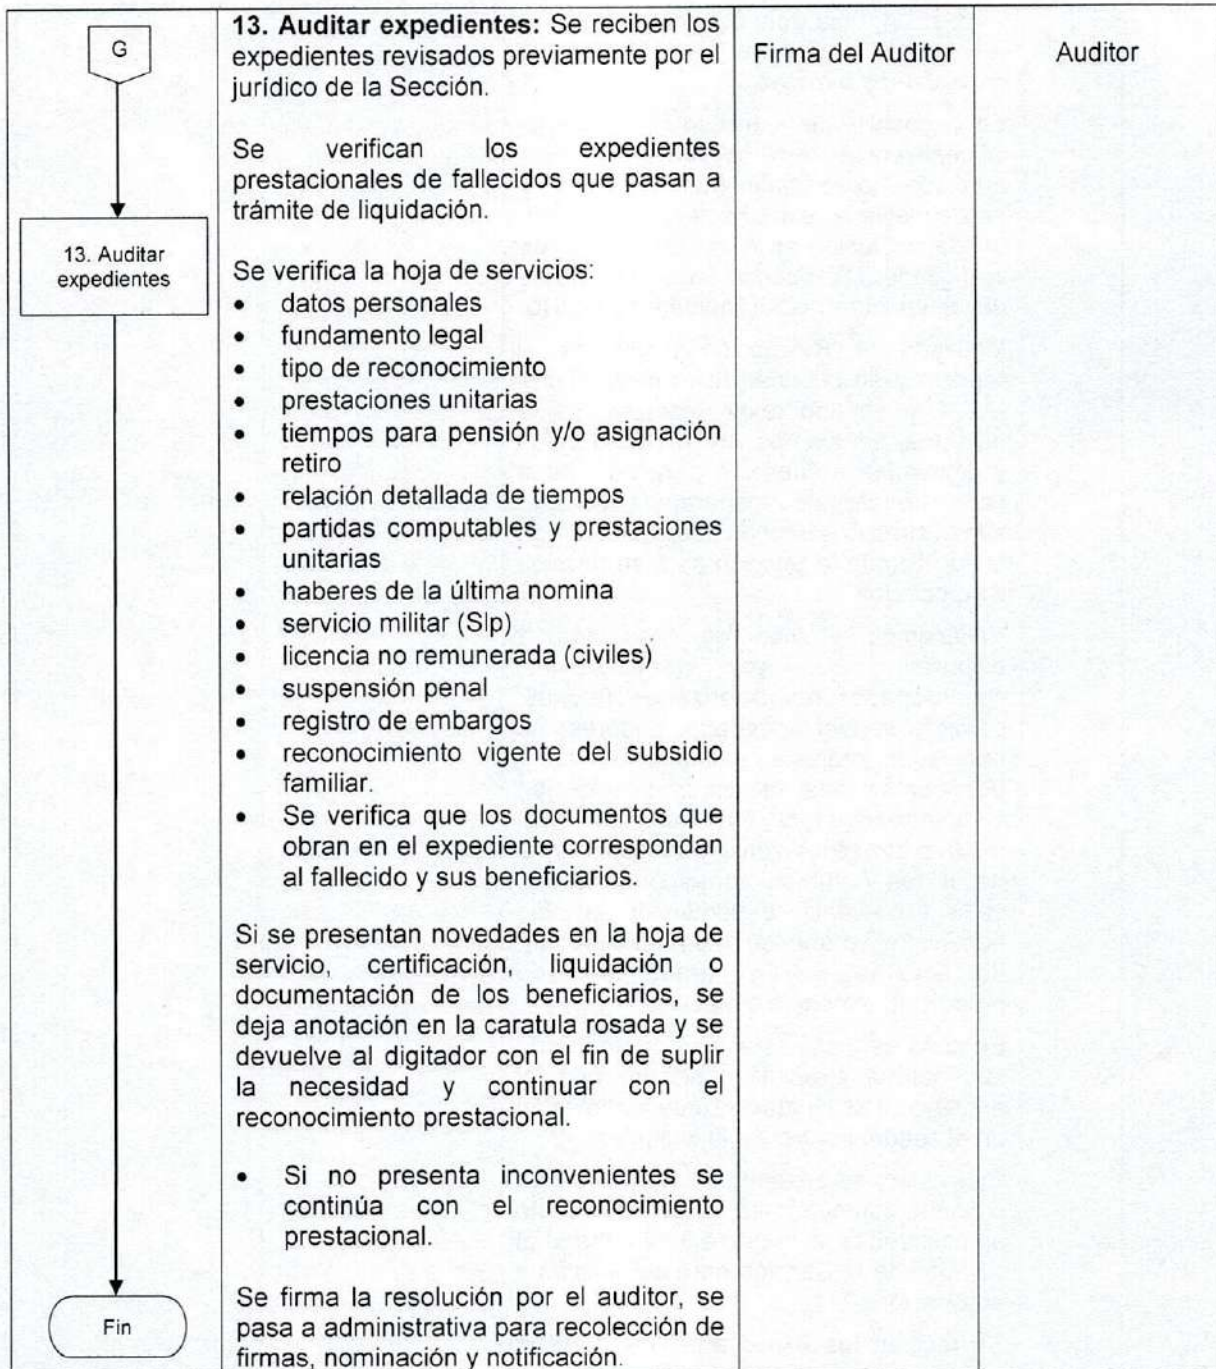 G
13. Auditar
expedientes
Fin
13. Auditar expedientes: Se reciben los
expedientes revisados previamente por el
jurídico de la Sección.
Se verifican los expedientes
prestacionales de fallecidos que pasan a
trámite de liquidación.
Se verifica la hoja de servicios:
• datos personales
• fundamento legal
• tipo de reconocimiento
• prestaciones unitarias
• tiempos para pensión y/o asignación
retiro
• relación detallada de tiempos
• partidas computables y prestaciones
unitarias
• haberes de la última nomina
• servicio militar (Slp)
• licencia no remunerada (civiles)
• suspensión penal
• registro de embargos
• reconocimiento vigente del subsidio
familiar.
• Se verifica que los documentos que
obran en el expediente correspondan
al fallecido y sus beneficiarios.
Si se presentan novedades en la hoja de
servicio, certificación, liquidación o
documentación de los beneficiarios, se
deja anotación en la caratula rosada y se
devuelve al digitador con el fin de suplir
la necesidad y continuar con el
reconocimiento prestacional.
• Si no presenta inconvenientes se
continúa con el reconocimiento
prestacional.
Se firma la resolución por el auditor, se
pasa a administrativa para recolección de
firmas, nominación y notificación.
Firma del Auditor
Auditor